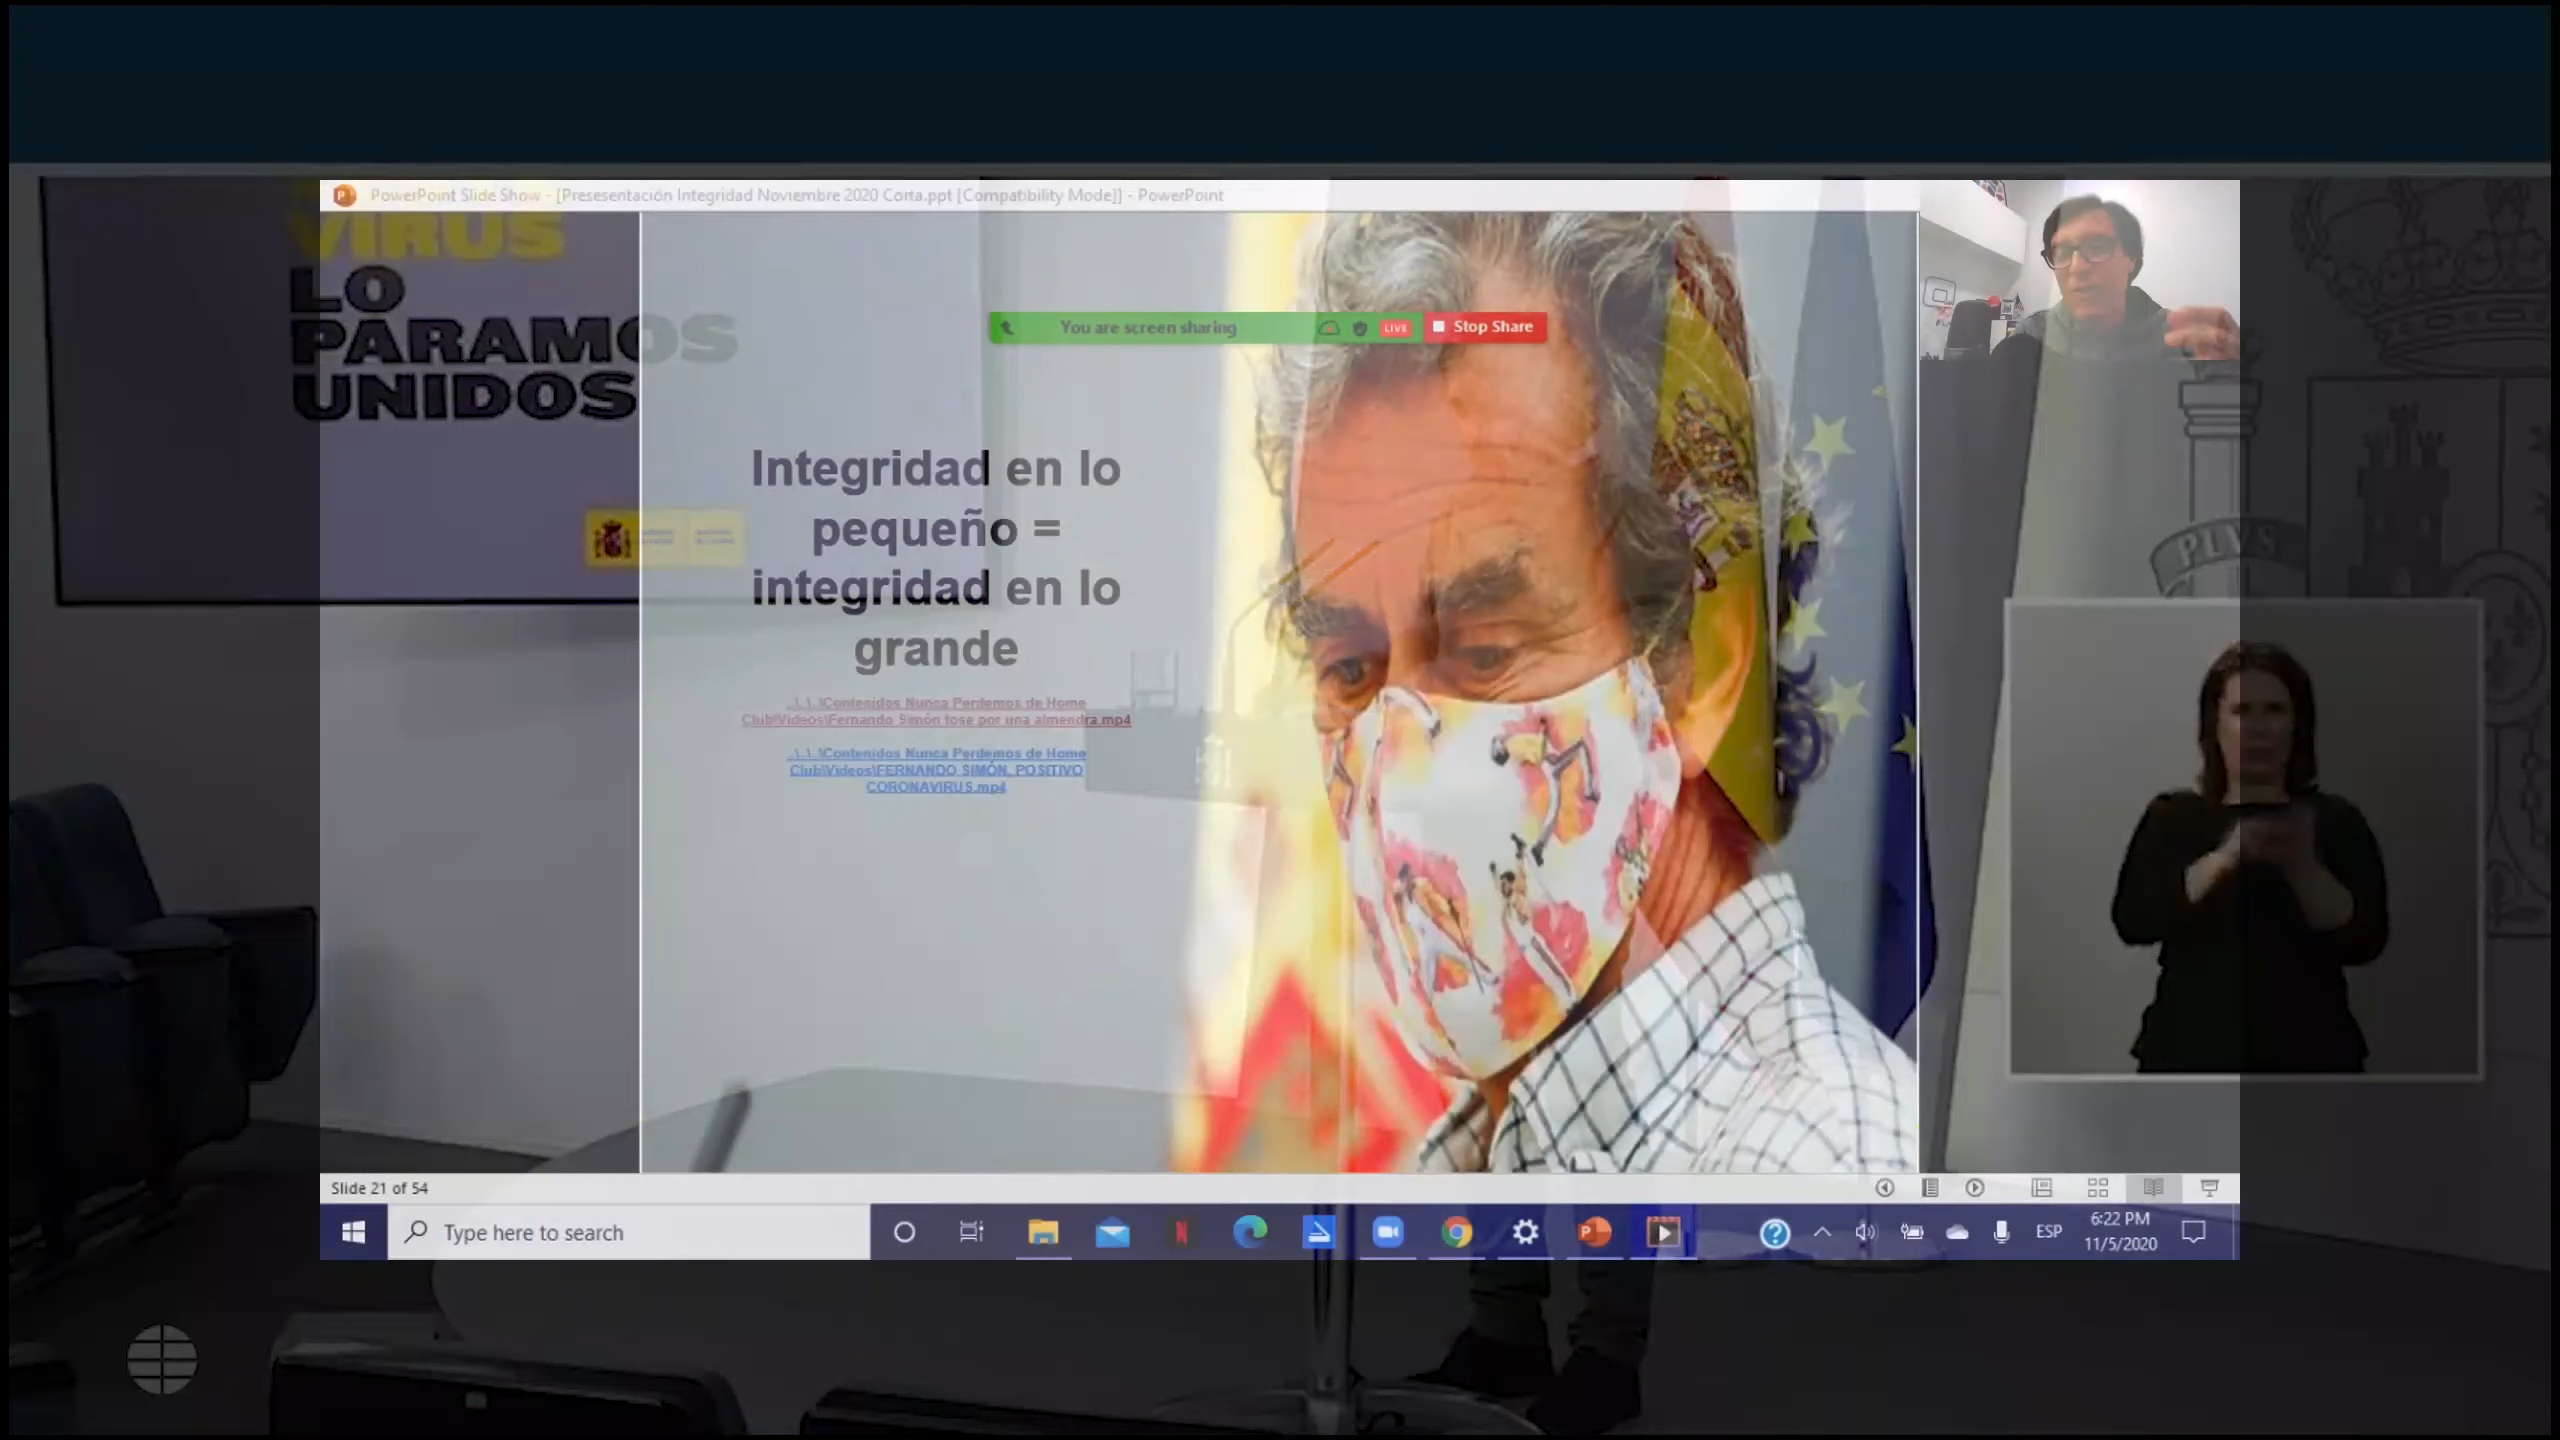 PowerPoint Slide Show - [Presesentación Integridad Noviembre 2020 Corta.ppt [Compatibility Mode]] - PowerPoint
VIRUS
LO
PARAMOS
UNIDOS
You are screen sharing
LIVE
Stop Share
Integridad en lo
pequeño =
integridad en lo
grande
..\..\..\Contenidos Nunca Perdemos de Home
Club\Videos\Fernando Simón tose por una almendra.mp4
..\..\..\Contenidos Nunca Perdemos de Home
Club\Videos\FERNANDO SIMÓN, POSITIVO
CORONAVIRUS.mp4
PLVS
Slide 21 of 54
Type here to search
ESP
6:22 PM
11/5/2020